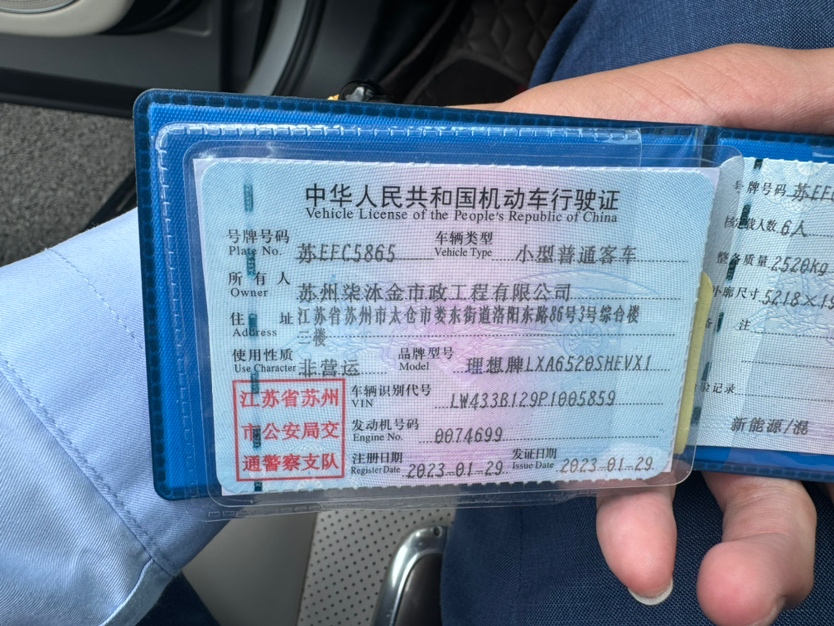 中华人民共和国机动车行驶证
Vehicle License of the People's Republic of China
号牌号码 苏EFC5865 车辆类型 小型普通客车
Plate No. Vehicle Type
所有人 苏州柒沐金市政工程有限公司
Owner
住址 江苏省苏州市太仓市娄东街道洛阳东路86号3号综合楼
Address 二楼
使用性质 非营运 品牌型号 理想牌LXA6520SHEVX1
Use Character Model
江苏省苏州
市公安局交
通警察支队
车辆识别代号 LW433B129P1005859
VIN
发动机号码 0074699
Engine No.
注册日期 2023-01-29 发证日期 2023-01-29
Register Date Issue Date
号牌号码 苏EFC
核定载人数 6人
整备质量 2520kg
外廓尺寸 5218×19
备注
检验记录
新能源/混